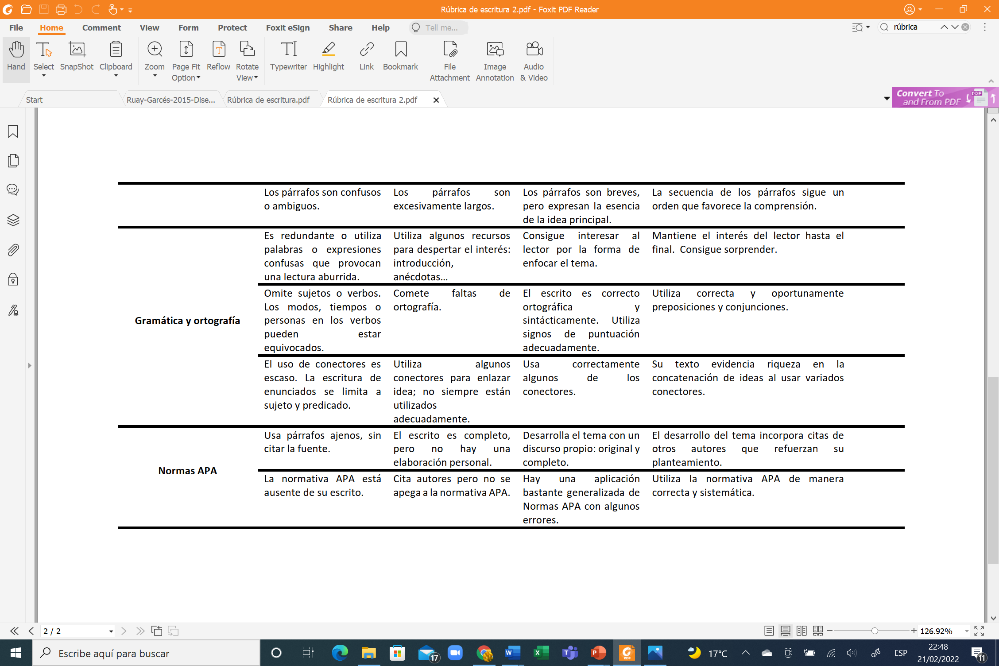 Rúbrica de escritura 2.pdf - Foxit PDF Reader
File Home Comment View Form Protect Foxit eSign Share Help Tell me...
rúbrica
Hand Select SnapShot Clipboard Zoom Page Fit Option Reflow Rotate View Typewriter Highlight Link Bookmark File Attachment Image Annotation Audio & Video
Start Ruay-Garcés-2015-Dise... Rúbrica de escritura.pdf Rúbrica de escritura 2.pdf
Convert To
and From PDF
PDF
Los párrafos son confusos
o ambiguos.
Los párrafos son
excesivamente largos.
Los párrafos son breves,
pero expresan la esencia
de la idea principal.
La secuencia de los párrafos sigue un
orden que favorece la comprensión.
Gramática y ortografía
Es redundante o utiliza
palabras o expresiones
confusas que provocan
una lectura aburrida.
Utiliza algunos recursos
para despertar el interés:
introducción,
anécdotas...
Consigue interesar al
lector por la forma de
enfocar el tema.
Mantiene el interés del lector hasta el
final. Consigue sorprender.
Omite sujetos o verbos.
Los modos, tiempos o
personas en los verbos
pueden estar
equivocados.
Comete faltas de
ortografía.
El escrito es correcto
ortográfica y
sintácticamente. Utiliza
signos de puntuación
adecuadamente.
Utiliza correcta y oportunamente
preposiciones y conjunciones.
El uso de conectores es
escaso. La escritura de
enunciados se limita a
sujeto y predicado.
Utiliza algunos
conectores para enlazar
idea; no siempre están
utilizados
adecuadamente.
Usa correctamente
algunos de los
conectores.
Su texto evidencia riqueza en la
concatenación de ideas al usar variados
conectores.
Normas APA
Usa párrafos ajenos, sin
citar la fuente.
El escrito es completo,
pero no hay una
elaboración personal.
Desarrolla el tema con un
discurso propio: original y
completo.
El desarrollo del tema incorpora citas de
otros autores que refuerzan su
planteamiento.
La normativa APA está
ausente de su escrito.
Cita autores pero no se
apega a la normativa APA.
Hay una aplicación
bastante generalizada de
Normas APA con algunos
errores.
Utiliza la normativa APA de manera
correcta y sistemática.
2 / 2
126.92%
Escribe aquí para buscar
17
17°C
ESP
22:48
21/02/2022
11